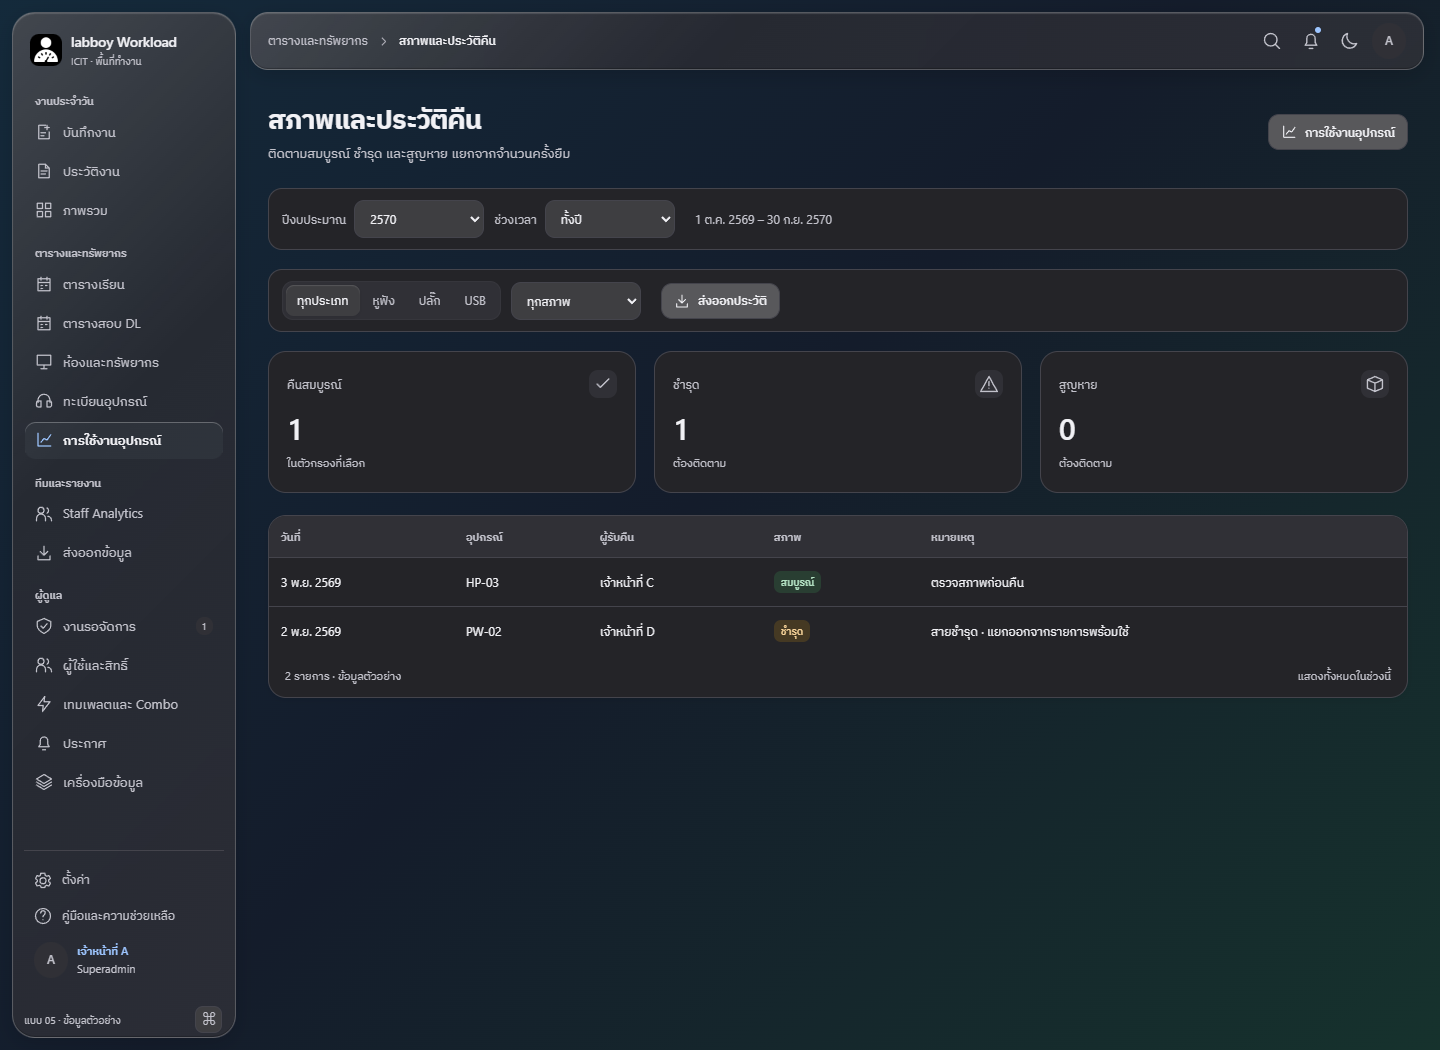 labboy Workload
ICIT · พื้นที่ทำงาน
งานประจำวัน
บันทึกงาน
ประวัติงาน
ภาพรวม
ตารางและทรัพยากร
ตารางเรียน
ตารางสอบ DL
ห้องและทรัพยากร
ทะเบียนอุปกรณ์
การใช้งานอุปกรณ์
ทีมและรายงาน
Staff Analytics
ส่งออกข้อมูล
ผู้ดูแล
งานรอจัดการ 1
ผู้ใช้และสิทธิ์
เทมเพลตและ Combo
ประกาศ
เครื่องมือข้อมูล
ตั้งค่า
คู่มือและความช่วยเหลือ
A
เจ้าหน้าที่ A
Superadmin
แบบ 05 · ข้อมูลตัวอย่าง
ตารางและทรัพยากร
สภาพและประวัติคืน
A
สภาพและประวัติคืน
ติดตามสมบูรณ์ ชำรุด และสูญหาย แยกจากจำนวนครั้งยืม
การใช้งานอุปกรณ์
ปีงบประมาณ 2570 ช่วงเวลา ทั้งปี 1 ต.ค. 2569 – 30 ก.ย. 2570
ทุกประเภท หูฟัง ปลั๊ก USB ทุกสภาพ ส่งออกประวัติ
คืนสมบูรณ์
1
ในตัวกรองที่เลือก
ชำรุด
1
ต้องติดตาม
สูญหาย
0
ต้องติดตาม
วันที่ อุปกรณ์ ผู้รับคืน สภาพ หมายเหตุ
3 พ.ย. 2569 HP-03 เจ้าหน้าที่ C สมบูรณ์ ตรวจสภาพก่อนคืน
2 พ.ย. 2569 PW-02 เจ้าหน้าที่ D ชำรุด สายชำรุด · แยกออกจากรายการพร้อมใช้
2 รายการ · ข้อมูลตัวอย่าง แสดงทั้งหมดในช่วงนี้